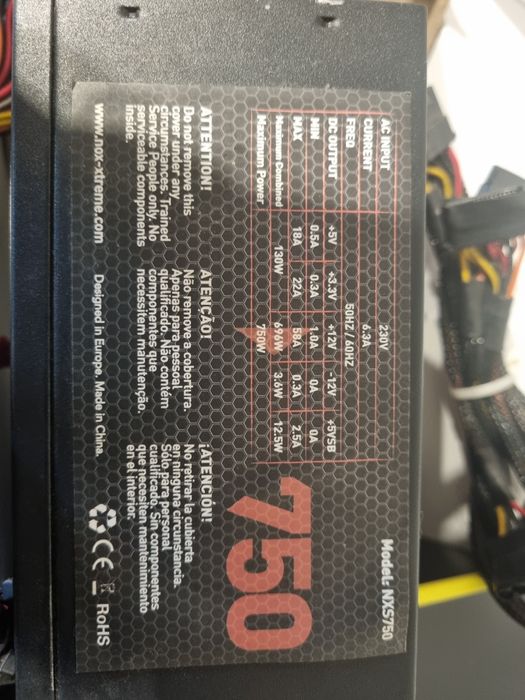 Model: NXS750
AC INPUT 230V
CURRENT 6.3A
FREQ 50HZ / 60HZ
DC OUTPUT +5V +3.3V +12V -12V +5VSB
MIN 0.5A 0.3A 1.0A 0A 0A
MAX 18A 22A 58A 0.3A 2.5A
Maximum Combined 130W 696W 3.6W 12.5W
Maximum Power 750W
750
ATTENTION!
Do not remove this
cover under any
circumstances, Trained
Service People only. No
serviceable components
inside.
ATENÇÃO!
Não remove a cobertura.
Apenas para pessoal
qualificado. Não contém
componentes que
necessitem manutenção.
¡ATENCIÓN!
No retirar la cubierta
en ninguna circunstancia.
Sólo para personal
cualificado. Sin componentes
que necesiten mantenimiento
en el interior.
www.nox-xtreme.com
Designed in Europe. Made in China.
CE RoHS